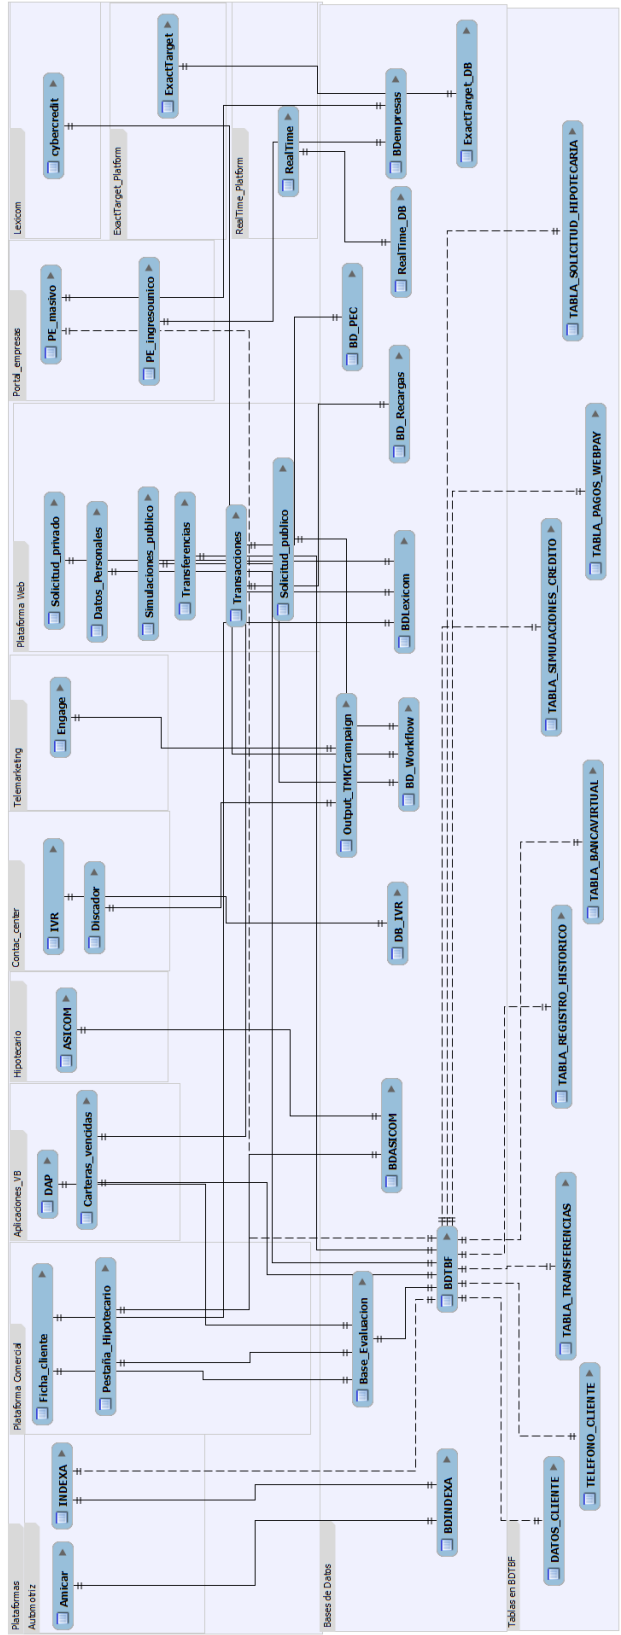 Plataformas
Automotriz
Amicar
INDEXA
Plataforma Comercial
Ficha_cliente
Pestaña_Hipotecario
Aplicaciones_VB
DAP
Carteras_vencidas
Hipotecario
ASICOM
Contac_center
IVR
Discador
Telemarketing
Engage
Plataforma Web
Solicitud_privado
Datos_Personales
Simulaciones_publico
Transferencias
Transacciones
Solicitud_publico
Portal_empresas
PE_masivo
PE_ingresounico
Lexicom
cybercredit
ExactTarget_Platform
ExactTarget
RealTime_Platform
RealTime
Bases de Datos
BDINDEXA
Base_Evaluacion
BDTBF
BDASICOM
DB_IVR
Output_TMKTcampaign
BD_Workflow
BDLexicom
BD_Recargas
BD_PEC
RealTime_DB
BDempresas
ExactTarget_DB
Tablas en BDTBF
DATOS_CLIENTE
TELEFONO_CLIENTE
TABLA_TRANSFERENCIAS
TABLA_REGISTRO_HISTORICO
TABLA_BANCAVIRTUAL
TABLA_SIMULACIONES_CREDITO
TABLA_PAGOS_WEBPAY
TABLA_SOLICITUD_HIPOTECARIA